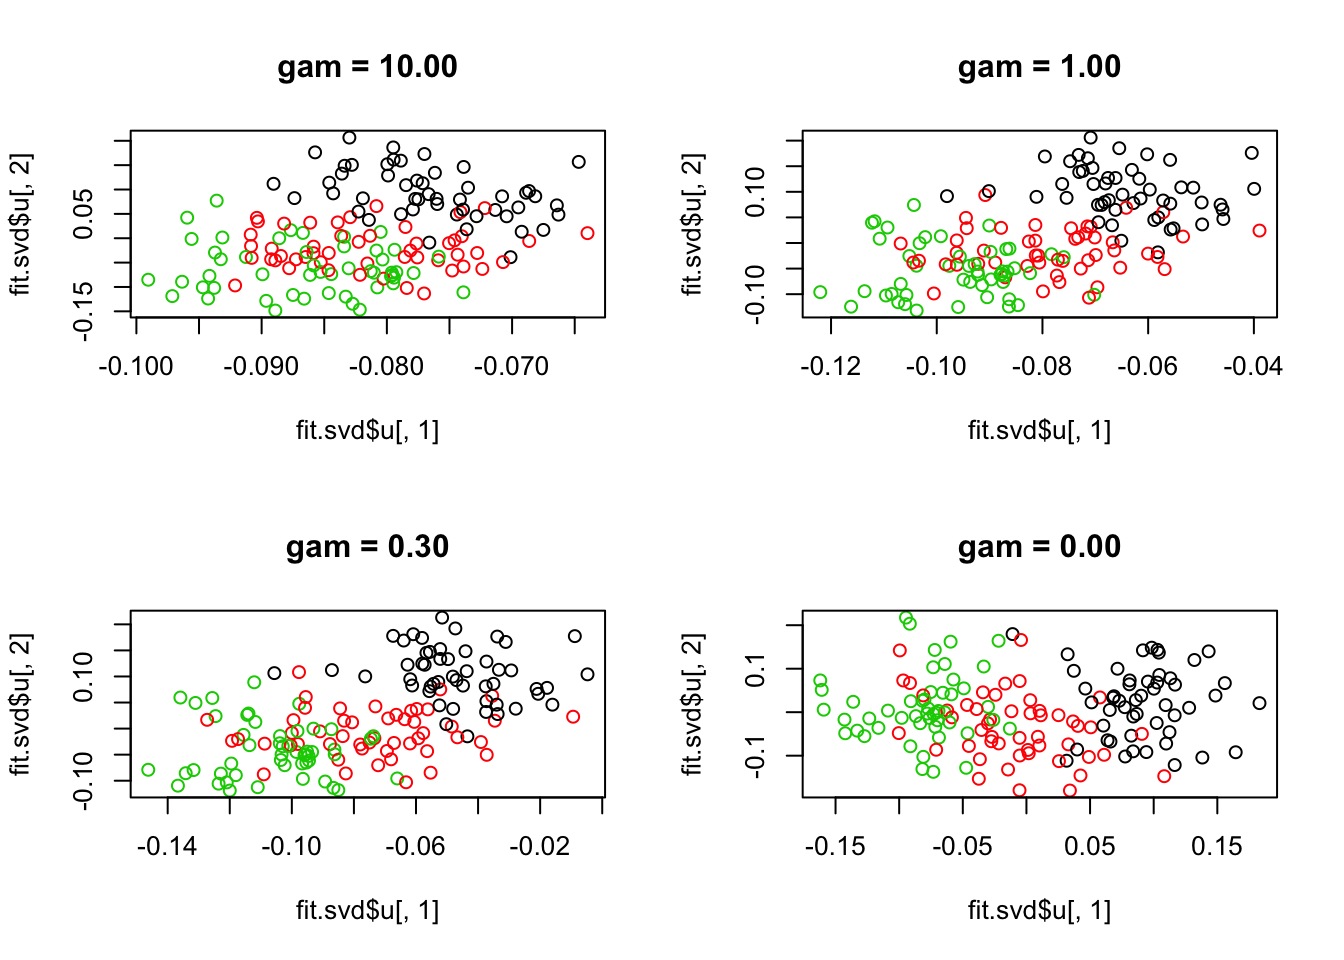 gam = 10.00
fit.svd$u[, 2]
0.05
-0.15
-0.100 -0.090 -0.080 -0.070
fit.svd$u[, 1]
gam = 1.00
fit.svd$u[, 2]
0.10
-0.10
-0.12 -0.10 -0.08 -0.06 -0.04
fit.svd$u[, 1]
gam = 0.30
fit.svd$u[, 2]
0.10
-0.10
-0.14 -0.10 -0.06 -0.02
fit.svd$u[, 1]
gam = 0.00
fit.svd$u[, 2]
0.1
-0.1
-0.15 -0.05 0.05 0.15
fit.svd$u[, 1]